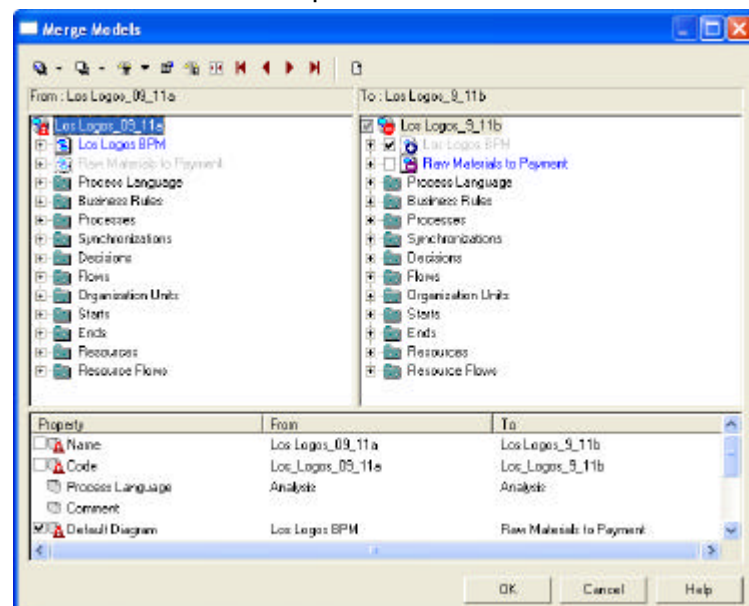 Merge Models
From : Los Logos_09_11a To : Los Logos_9_11b
Los Logos_09_11a
Los Logos BPM
Raw Materials to Payment
Process Language
Business Rules
Processes
Synchronizations
Decisions
Flows
Organization Units
Starts
Ends
Resources
Resource Flows
Los Logos_9_11b
Los Logos BPM
Raw Materials to Payment
Process Language
Business Rules
Processes
Synchronizations
Decisions
Flows
Organization Units
Starts
Ends
Resources
Resource Flows
Property From To
Name Los Logos_09_11a Los Logos_9_11b
Code Los_Logos_09_11a Los_Logos_9_11b
Process Language Analysis Analysis
Comment
Default Diagram Los Logos BPM Raw Materials to Payment
OK Cancel Help